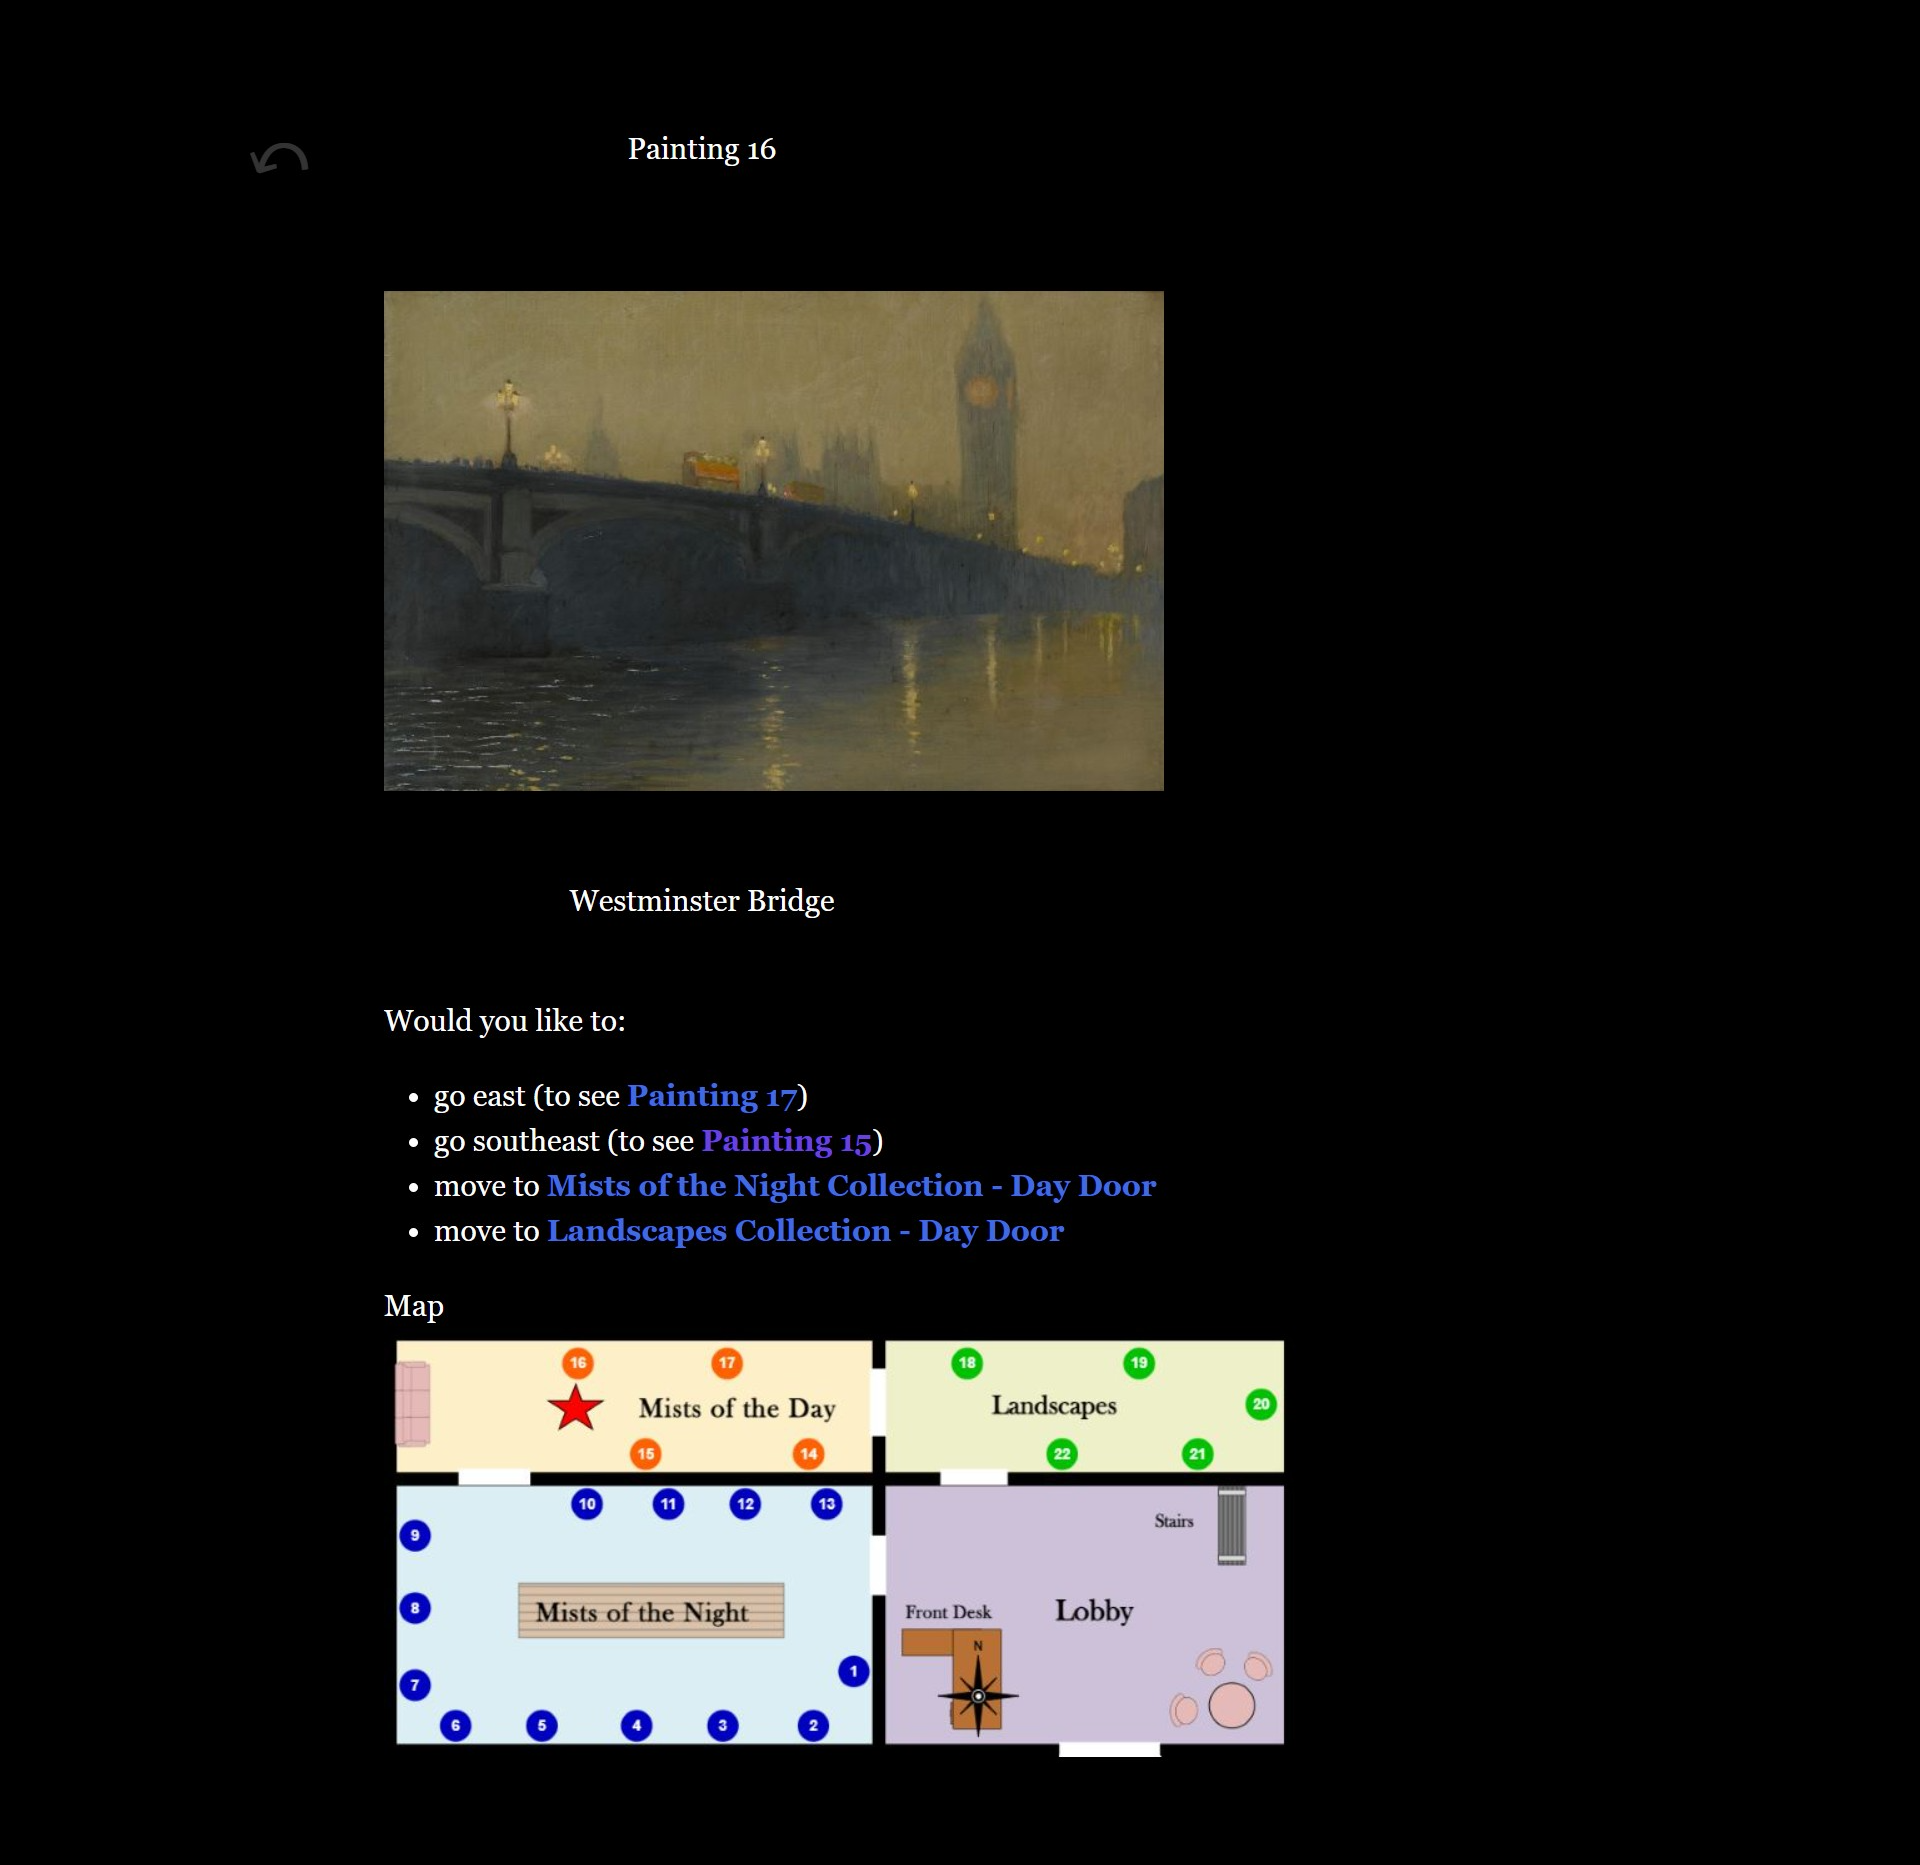 Painting 16
Westminster Bridge
Would you like to:
• go east (to see Painting 17)
• go southeast (to see Painting 15)
• move to Mists of the Night Collection - Day Door
• move to Landscapes Collection - Day Door
Map
16
17
Mists of the Day
15
14
18
19
Landscapes
20
22
21
10
11
12
13
9
8
Mists of the Night
7
1
6
5
4
3
2
Stairs
Front Desk
Lobby
N